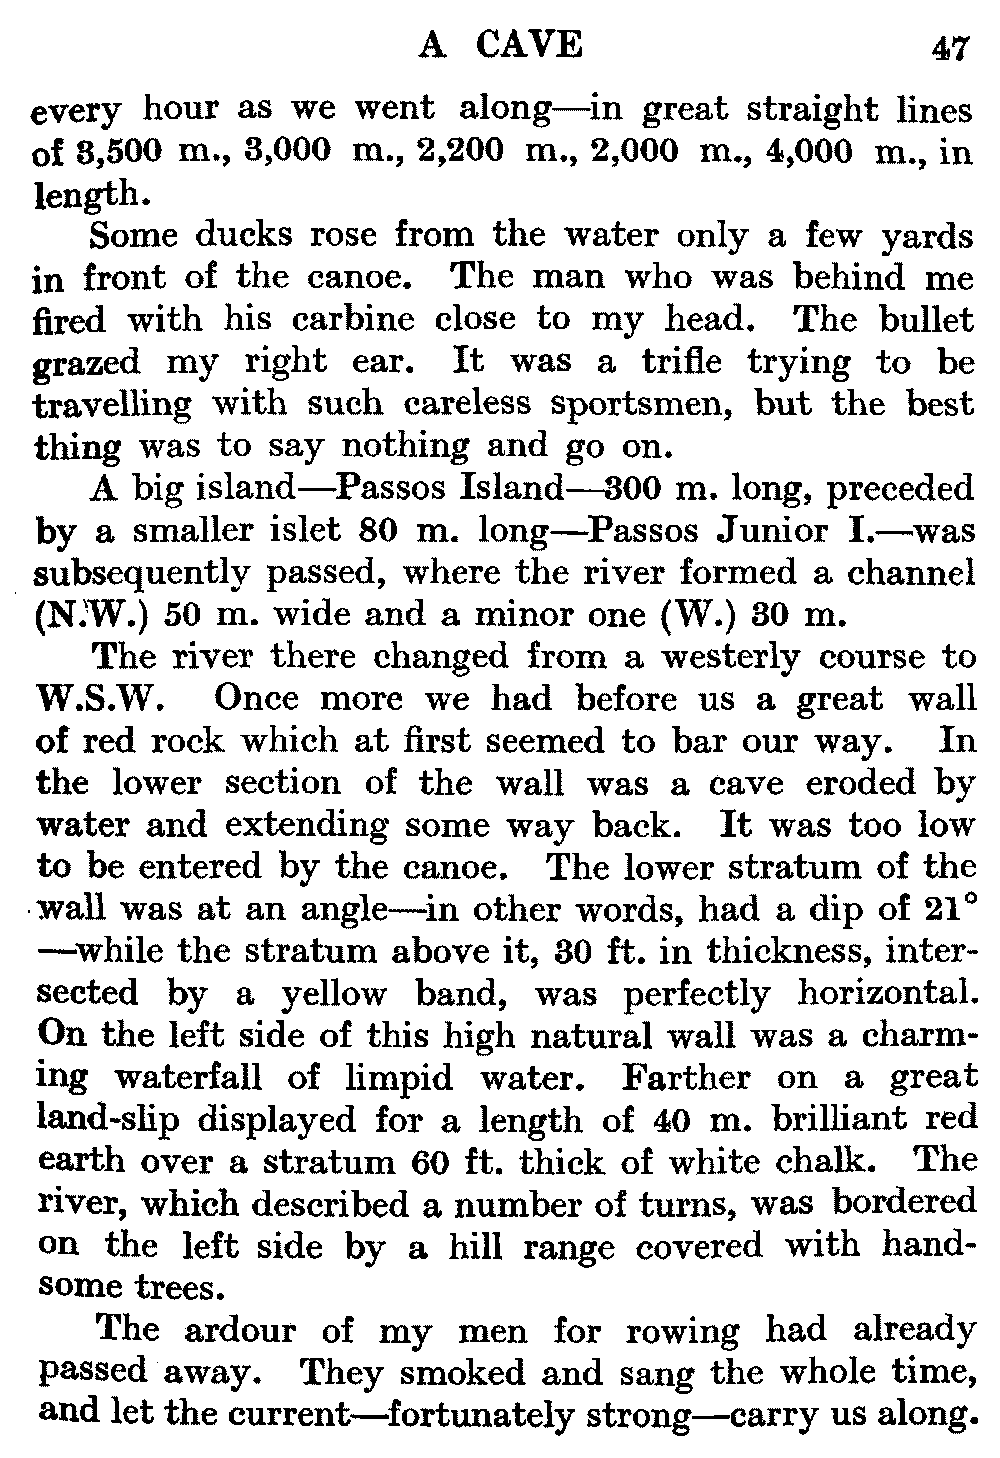 A CAVE 47
every hour as we went along—in great straight lines
of 3,500 m., 3,000 m., 2,200 m., 2,000 m., 4,000 m., in
length.
Some ducks rose from the water only a few yards
in front of the canoe. The man who was behind me
fired with his carbine close to my head. The bullet
grazed my right ear. It was a trifle trying to be
travelling with such careless sportsmen, but the best
thing was to say nothing and go on.
A big island—Passos Island—300 m. long, preceded
by a smaller islet 80 m. long—Passos Junior I.—was
subsequently passed, where the river formed a channel
(N.W.) 50 m. wide and a minor one (W.) 30 m.
The river there changed from a westerly course to
W.S.W. Once more we had before us a great wall
of red rock which at first seemed to bar our way. In
the lower section of the wall was a cave eroded by
water and extending some way back. It was too low
to be entered by the canoe. The lower stratum of the
wall was at an angle—in other words, had a dip of 21°
—while the stratum above it, 30 ft. in thickness, inter-
sected by a yellow band, was perfectly horizontal.
On the left side of this high natural wall was a charm-
ing waterfall of limpid water. Farther on a great
land-slip displayed for a length of 40 m. brilliant red
earth over a stratum 60 ft. thick of white chalk. The
river, which described a number of turns, was bordered
on the left side by a hill range covered with hand-
some trees.
The ardour of my men for rowing had already
passed away. They smoked and sang the whole time,
and let the current—fortunately strong—carry us along.